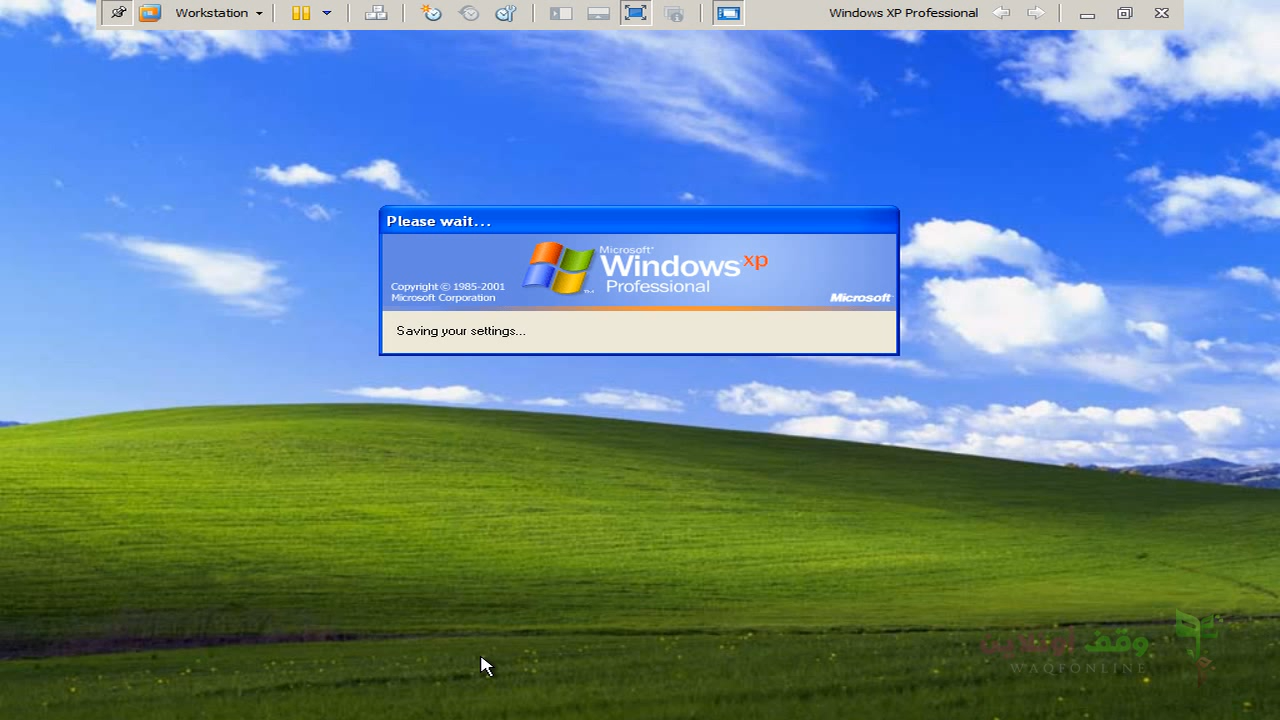 Workstation
Windows XP Professional
Please wait...
Microsoft®
Windows xp
Professional
Copyright © 1985-2001
Microsoft Corporation
Microsoft
Saving your settings...
وقف أونلاين
WAQFONLINE